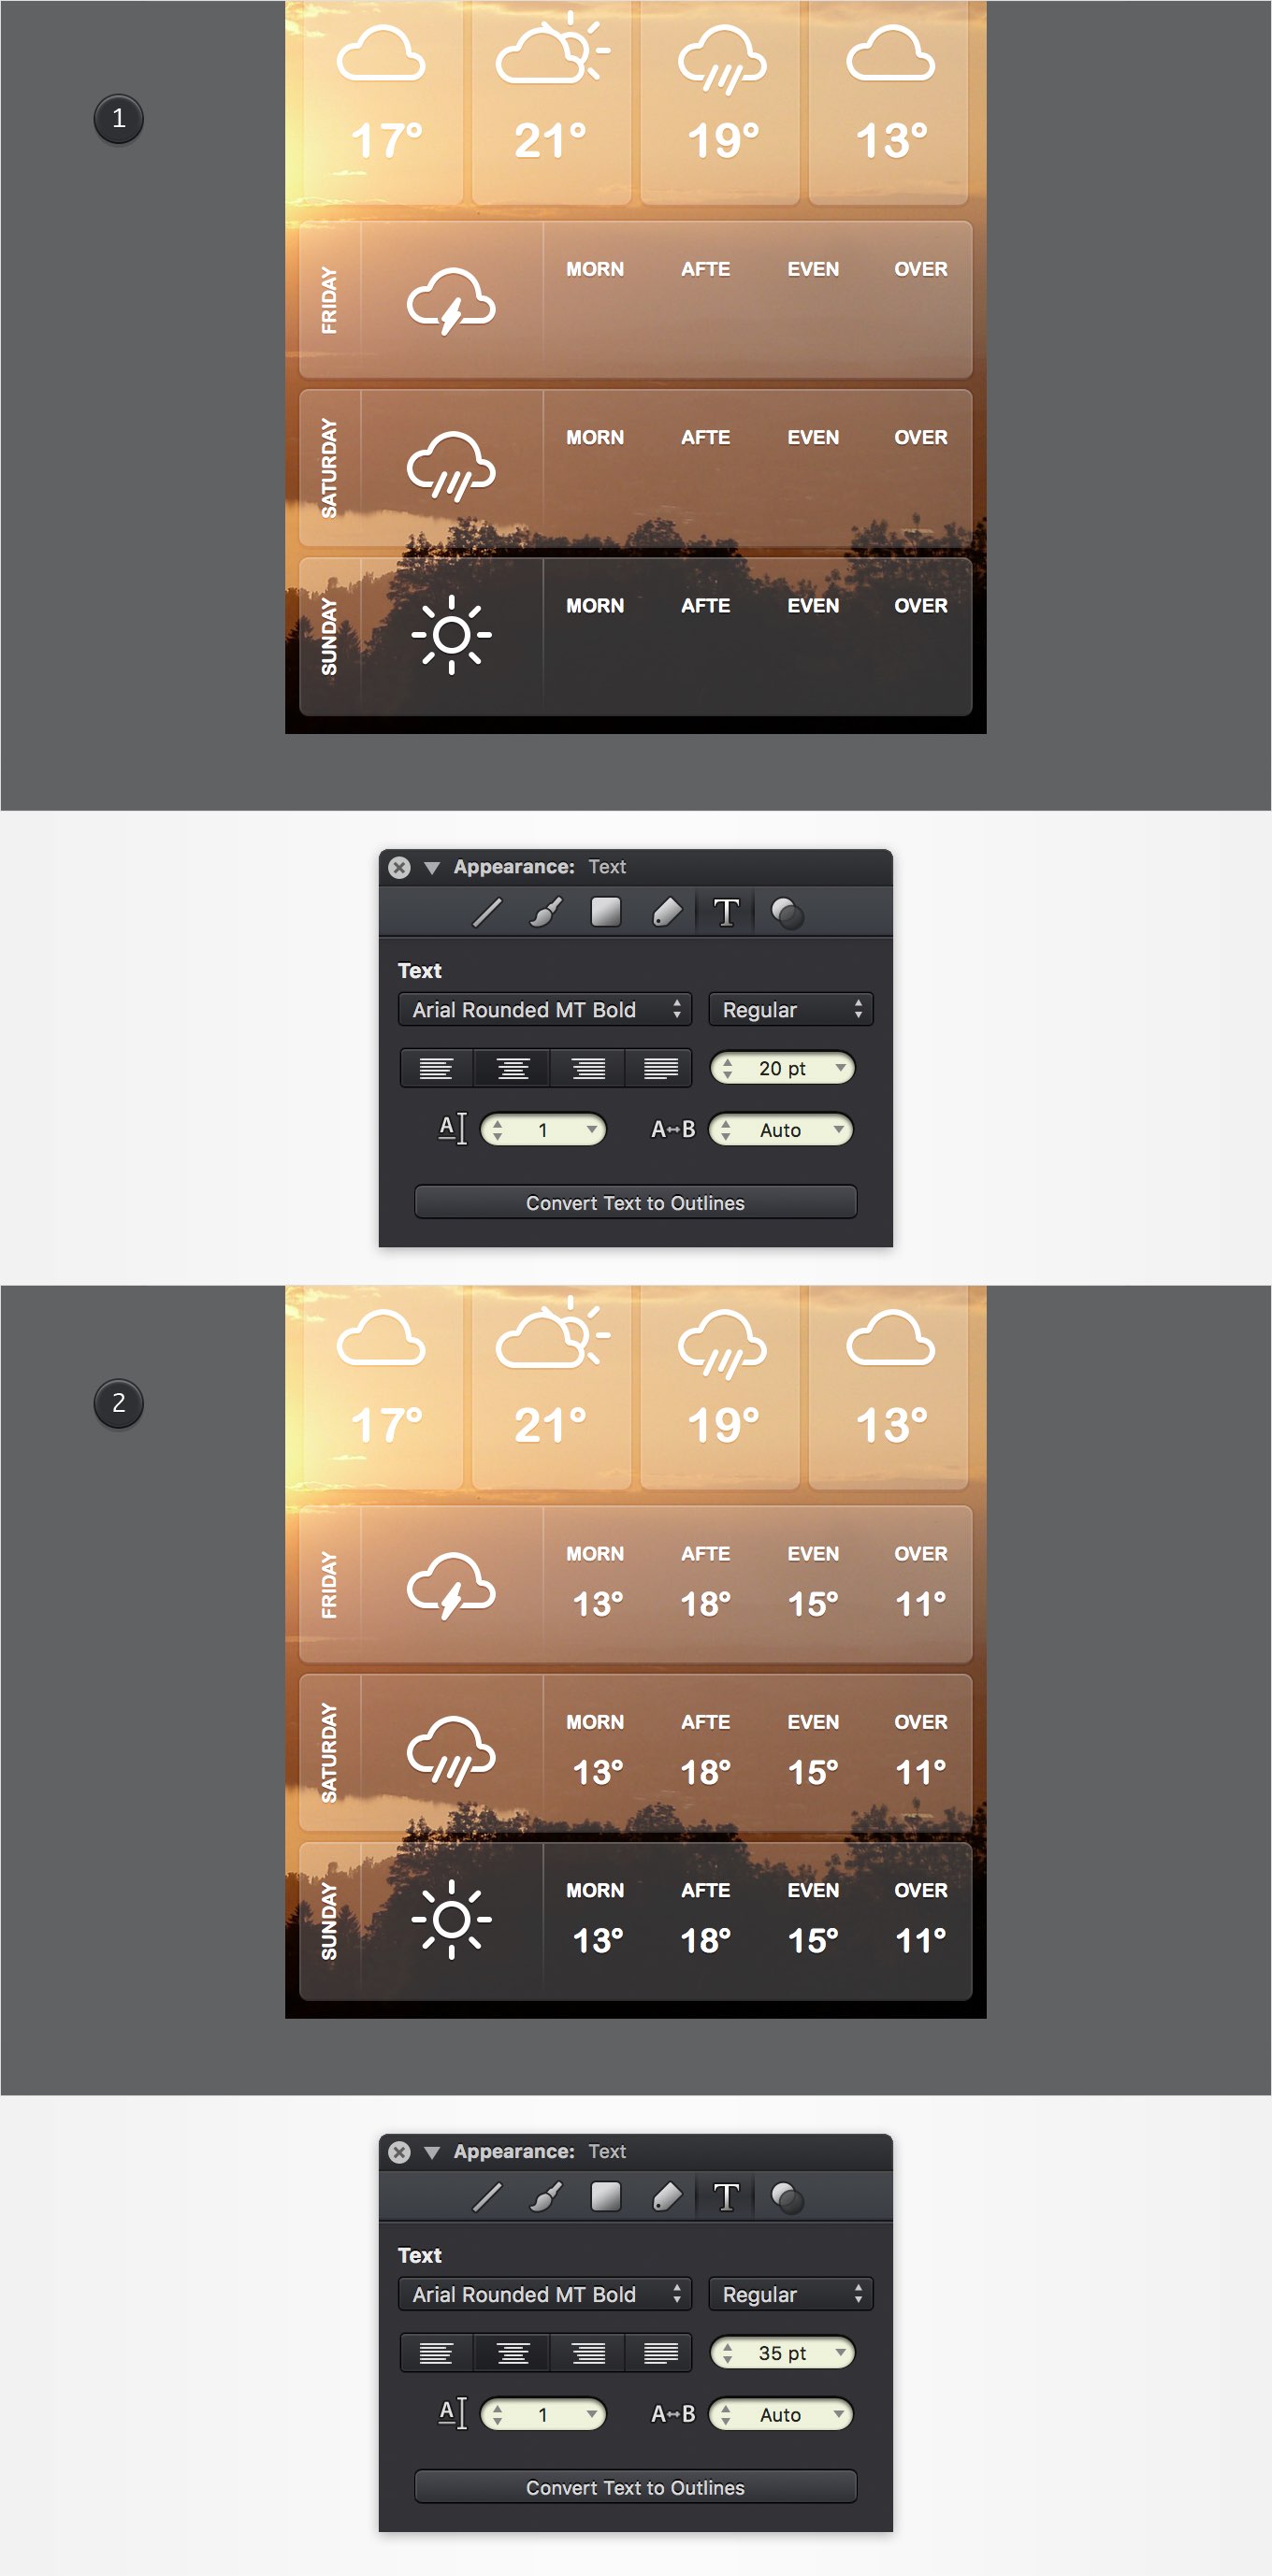 1
17° 21° 19° 13°
FRIDAY
MORN AFTE EVEN OVER
SATURDAY
MORN AFTE EVEN OVER
SUNDAY
MORN AFTE EVEN OVER
Appearance: Text
T
Text
Arial Rounded MT Bold Regular
20 pt
A 1 A↔B Auto
Convert Text to Outlines
2
17° 21° 19° 13°
FRIDAY
MORN AFTE EVEN OVER
13° 18° 15° 11°
SATURDAY
MORN AFTE EVEN OVER
13° 18° 15° 11°
SUNDAY
MORN AFTE EVEN OVER
13° 18° 15° 11°
Appearance: Text
T
Text
Arial Rounded MT Bold Regular
35 pt
A 1 A↔B Auto
Convert Text to Outlines